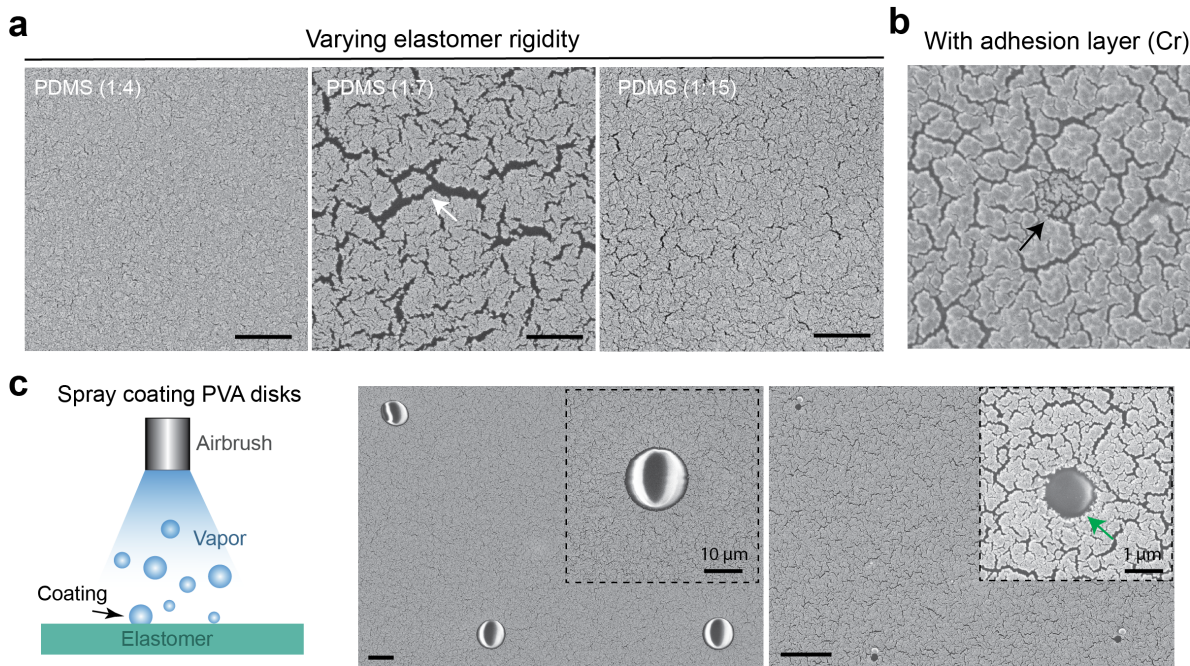 a
Varying elastomer rigidity
PDMS (1:4)
PDMS (1:7)
PDMS (1:15)
b
With adhesion layer (Cr)
c
Spray coating PVA disks
Airbrush
Vapor
Coating
Elastomer
10 μm
1 μm